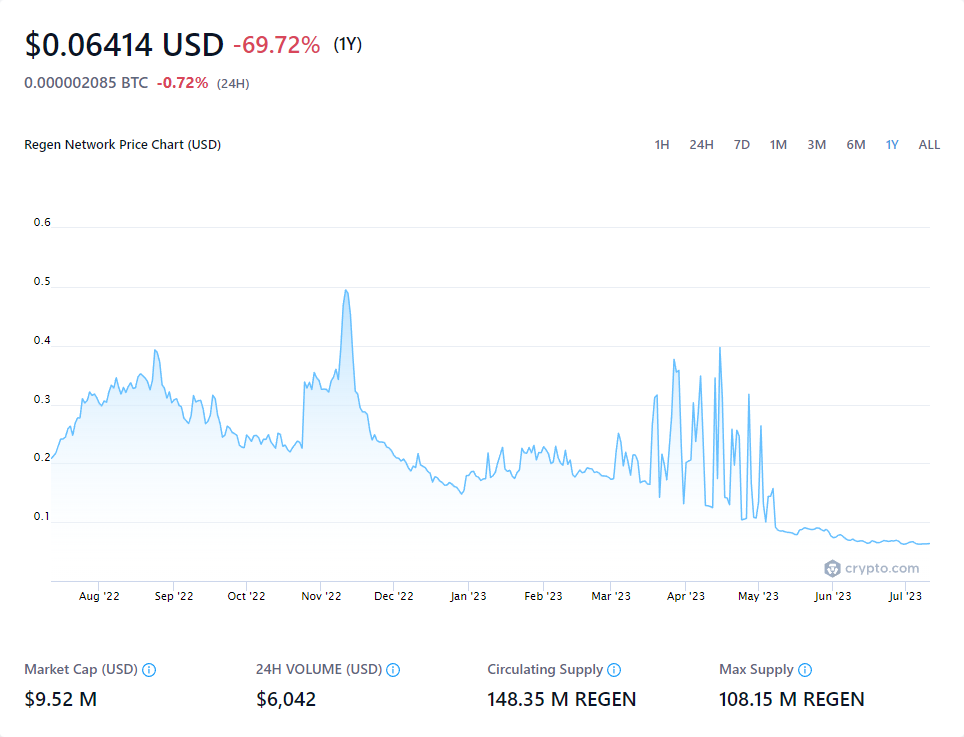 $0.06414 USD -69.72% (1Y)
0.000002085 BTC -0.72% (24H)
Regen Network Price Chart (USD) 1H 24H 7D 1M 3M 6M 1Y ALL
0.6
0.5
0.4
0.3
0.2
0.1
crypto.com
Aug '22 Sep '22 Oct '22 Nov '22 Dec '22 Jan '23 Feb '23 Mar '23 Apr '23 May '23 Jun '23 Jul '23
Market Cap (USD) 24H VOLUME (USD) Circulating Supply Max Supply
$9.52 M $6,042 148.35 M REGEN 108.15 M REGEN